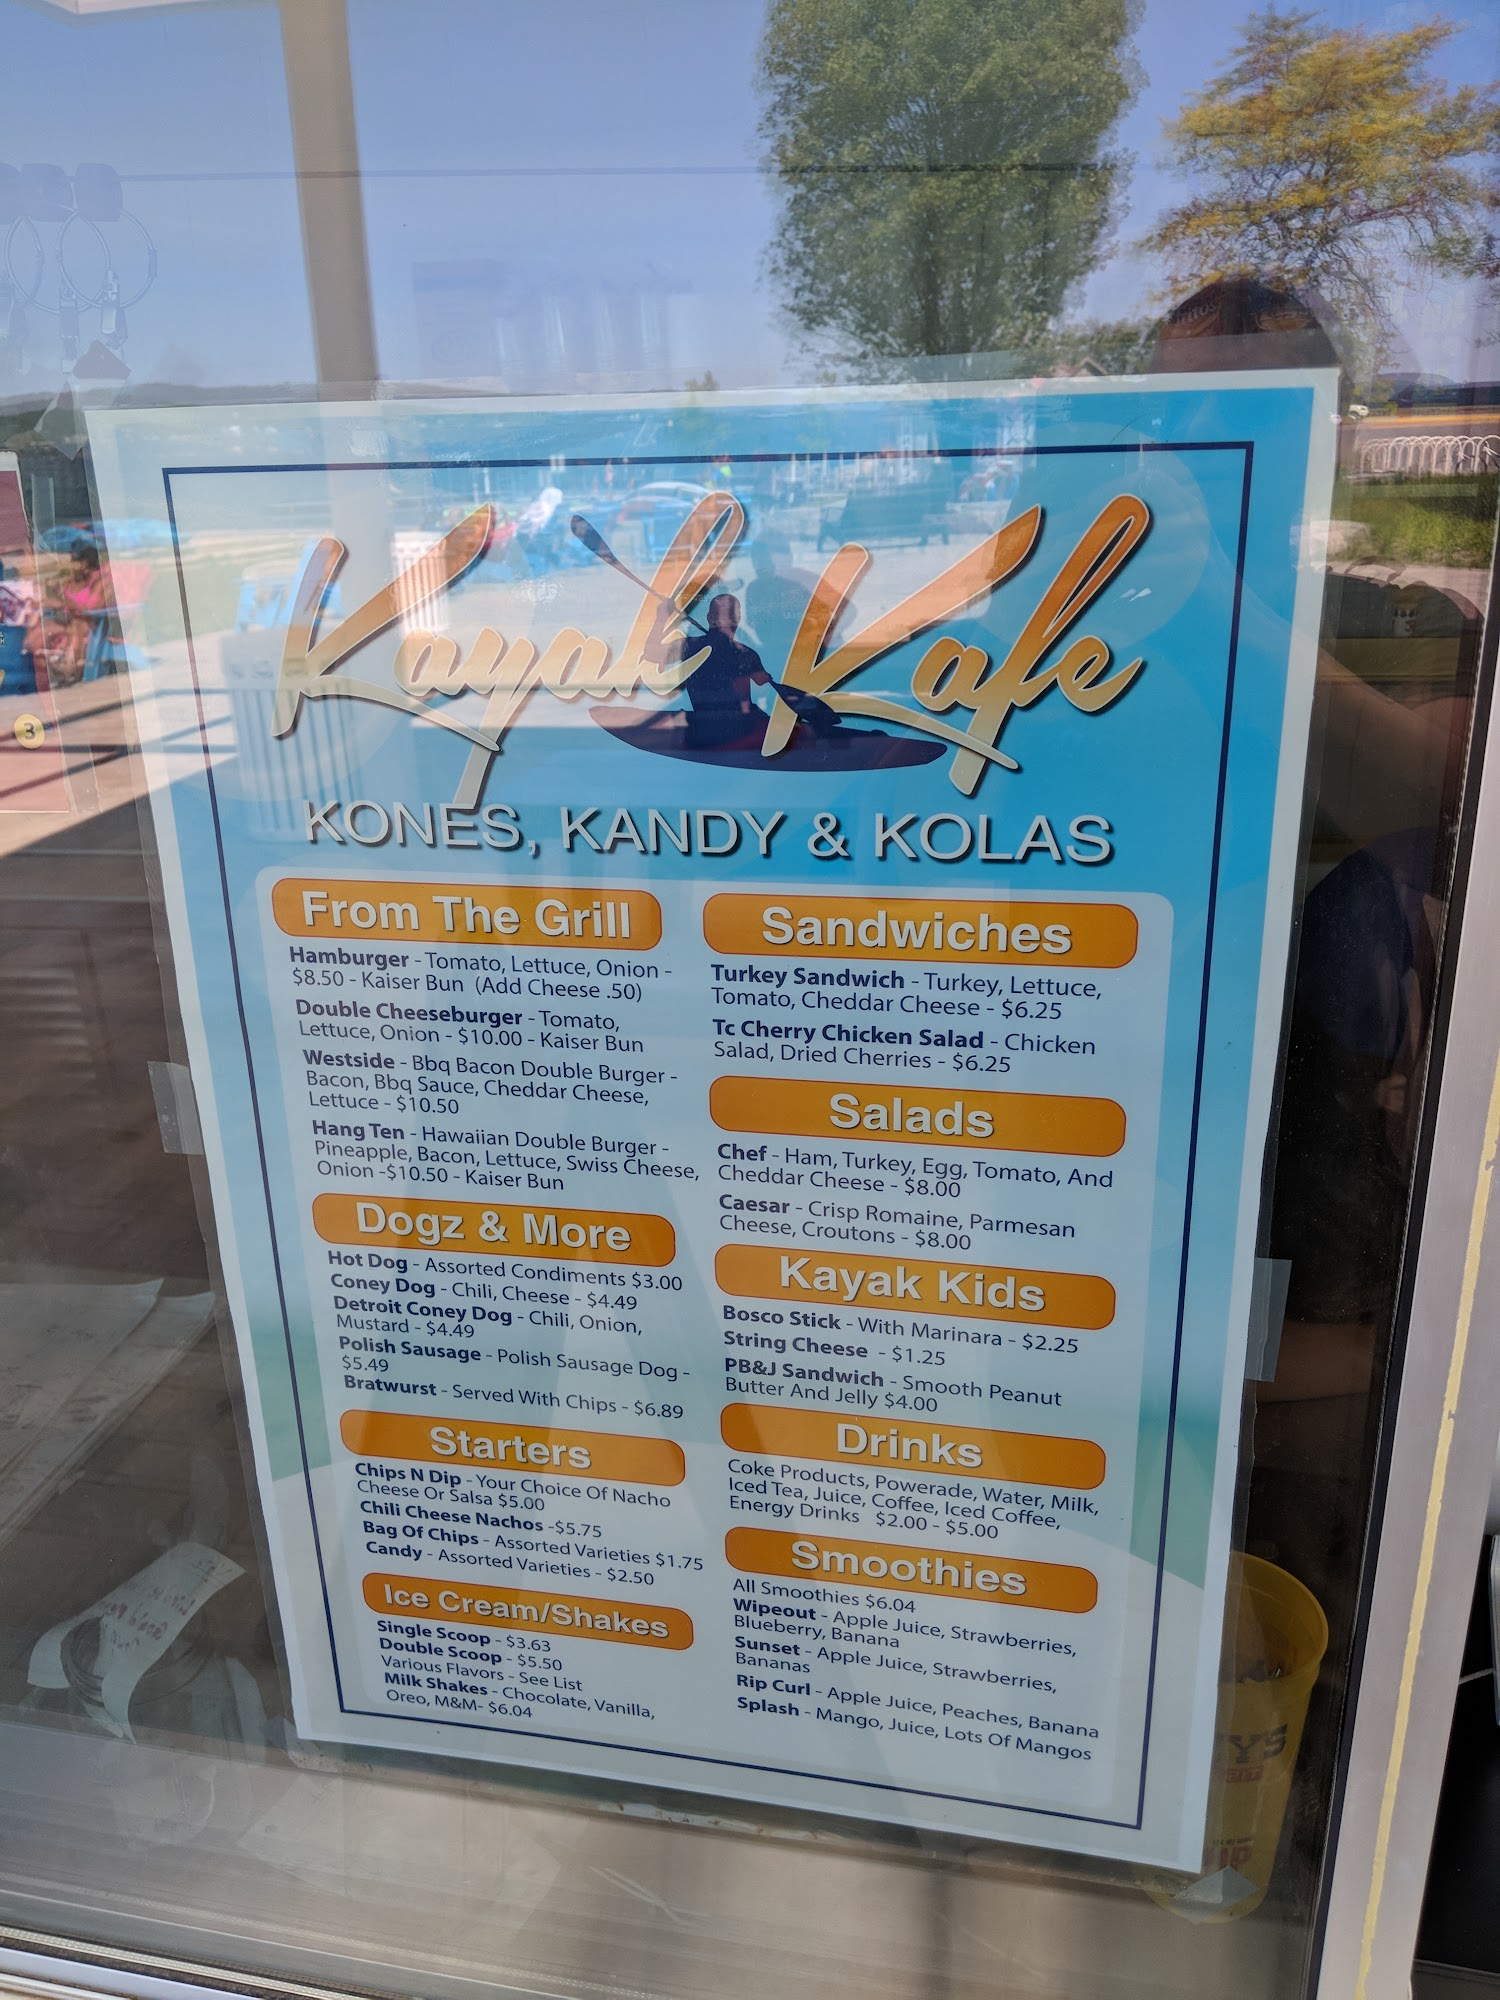 Kayak Kafe
KONES, KANDY & KOLAS
From The Grill
Hamburger - Tomato, Lettuce, Onion -
$8.50 - Kaiser Bun (Add Cheese .50)
Double Cheeseburger - Tomato,
Lettuce, Onion - $10.00 - Kaiser Bun
Westside - Bbq Bacon Double Burger -
Bacon, Bbq Sauce, Cheddar Cheese,
Lettuce - $10.50
Hang Ten - Hawaiian Double Burger -
Pineapple, Bacon, Lettuce, Swiss Cheese,
Onion -$10.50 - Kaiser Bun
Dogz & More
Hot Dog - Assorted Condiments $3.00
Coney Dog - Chili, Cheese - $4.49
Detroit Coney Dog - Chili, Onion,
Mustard - $4.49
Polish Sausage - Polish Sausage Dog -
$5.49
Bratwurst - Served With Chips - $6.89
Starters
Chips N Dip - Your Choice Of Nacho
Cheese Or Salsa $5.00
Chili Cheese Nachos -$5.75
Bag Of Chips - Assorted Varieties $1.75
Candy - Assorted Varieties - $2.50
Ice Cream/Shakes
Single Scoop - $3.63
Double Scoop - $5.50
Various Flavors - See List
Milk Shakes - Chocolate, Vanilla,
Oreo, M&M- $6.04
Sandwiches
Turkey Sandwich - Turkey, Lettuce,
Tomato, Cheddar Cheese - $6.25
Tc Cherry Chicken Salad - Chicken
Salad, Dried Cherries - $6.25
Salads
Chef - Ham, Turkey, Egg, Tomato, And
Cheddar Cheese - $8.00
Caesar - Crisp Romaine, Parmesan
Cheese, Croutons - $8.00
Kayak Kids
Bosco Stick - With Marinara - $2.25
String Cheese - $1.25
PB&J Sandwich - Smooth Peanut
Butter And Jelly $4.00
Drinks
Coke Products, Powerade, Water, Milk,
Iced Tea, Juice, Coffee, Iced Coffee,
Energy Drinks $2.00 - $5.00
Smoothies
All Smoothies $6.04
Wipeout - Apple Juice, Strawberries,
Blueberry, Banana
Sunset - Apple Juice, Strawberries,
Bananas
Rip Curl - Apple Juice, Peaches, Banana
Splash - Mango, Juice, Lots Of Mangos
3